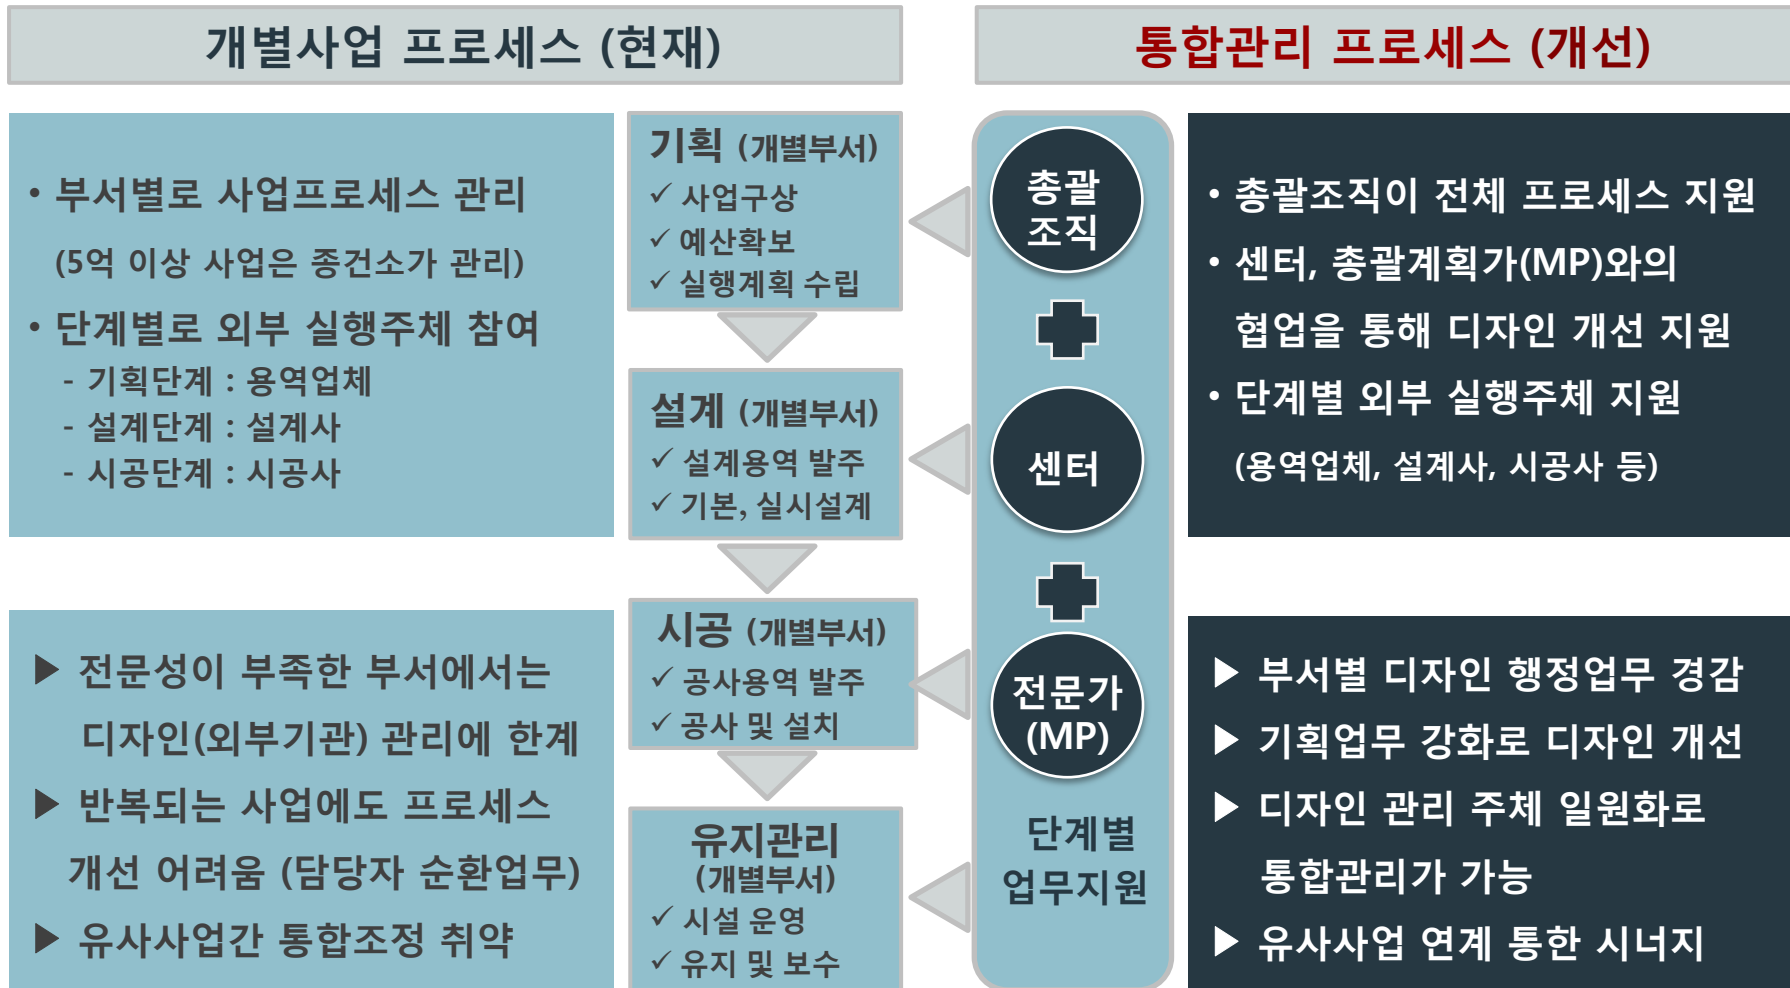 개별사업 프로세스 (현재)
통합관리 프로세스 (개선)
• 부서별로 사업프로세스 관리
(5억 이상 사업은 종건소가 관리)
• 단계별로 외부 실행주체 참여
- 기획단계 : 용역업체
- 설계단계 : 설계사
- 시공단계 : 시공사
▶ 전문성이 부족한 부서에서는
디자인(외부기관) 관리에 한계
▶ 반복되는 사업에도 프로세스
개선 어려움 (담당자 순환업무)
▶ 유사사업간 통합조정 취약
기획 (개별부서)
✓ 사업구상
✓ 예산확보
✓ 실행계획 수립
설계 (개별부서)
✓ 설계용역 발주
✓ 기본, 실시설계
시공 (개별부서)
✓ 공사용역 발주
✓ 공사 및 설치
유지관리
(개별부서)
✓ 시설 운영
✓ 유지 및 보수
총괄
조직
센터
전문가
(MP)
단계별
업무지원
• 총괄조직이 전체 프로세스 지원
• 센터, 총괄계획가(MP)와의
협업을 통해 디자인 개선 지원
• 단계별 외부 실행주체 지원
(용역업체, 설계사, 시공사 등)
▶ 부서별 디자인 행정업무 경감
▶ 기획업무 강화로 디자인 개선
▶ 디자인 관리 주체 일원화로
통합관리가 가능
▶ 유사사업 연계 통한 시너지